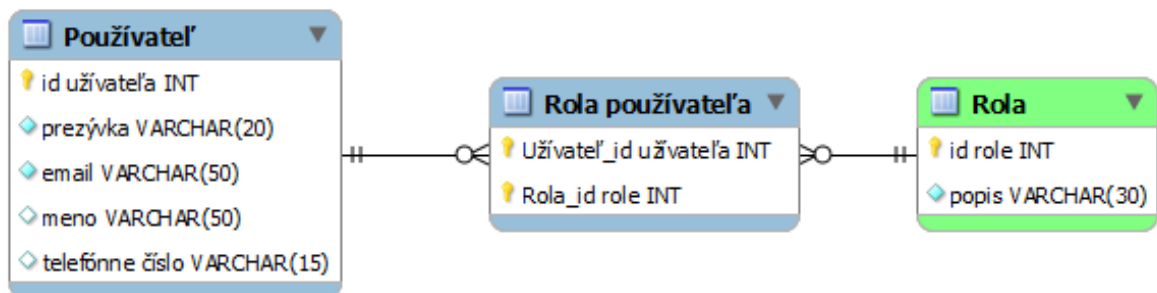 Používateľ
id užívateľa INT
prezývka VARCHAR(20)
email VARCHAR(50)
meno VARCHAR(50)
telefónne číslo VARCHAR(15)
Rola používateľa
Užívateľ_id užívateľa INT
Rola_id role INT
Rola
id role INT
popis VARCHAR(30)